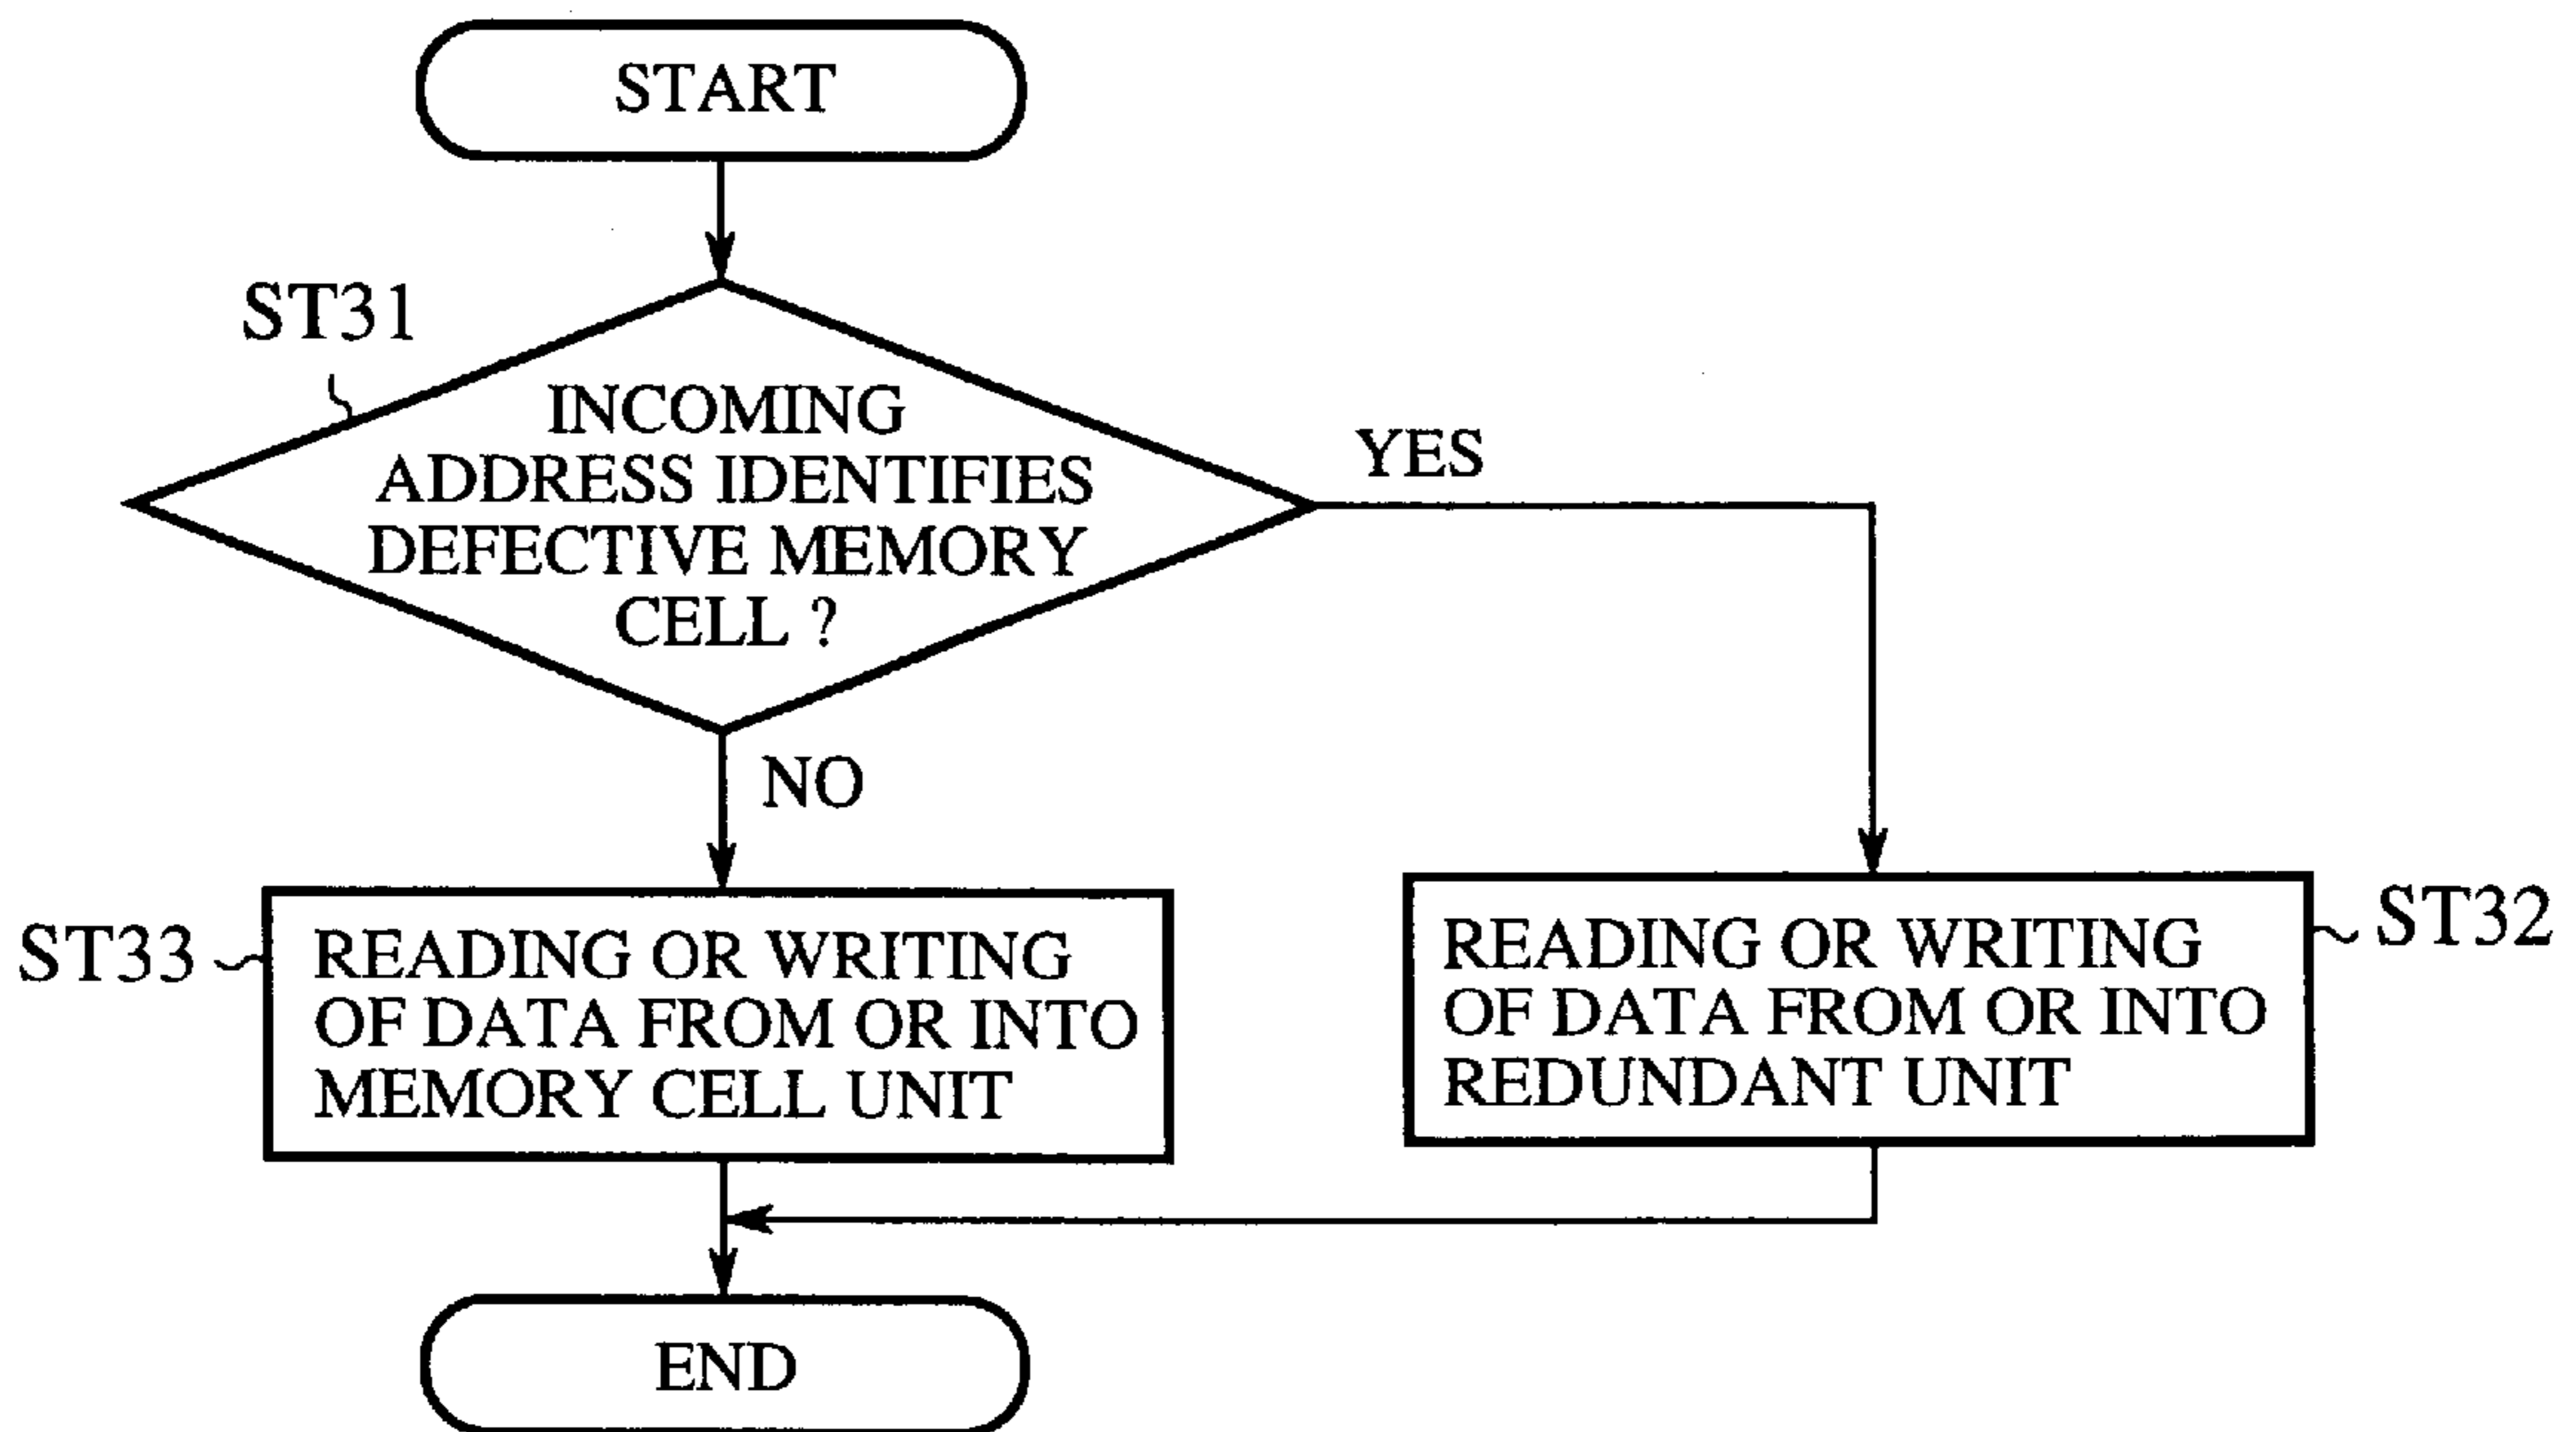 START
ST31
INCOMING
ADDRESS IDENTIFIES
DEFECTIVE MEMORY
CELL ?
YES
NO
ST33
READING OR WRITING
OF DATA FROM OR INTO
MEMORY CELL UNIT
READING OR WRITING
OF DATA FROM OR INTO
REDUNDANT UNIT
ST32
END